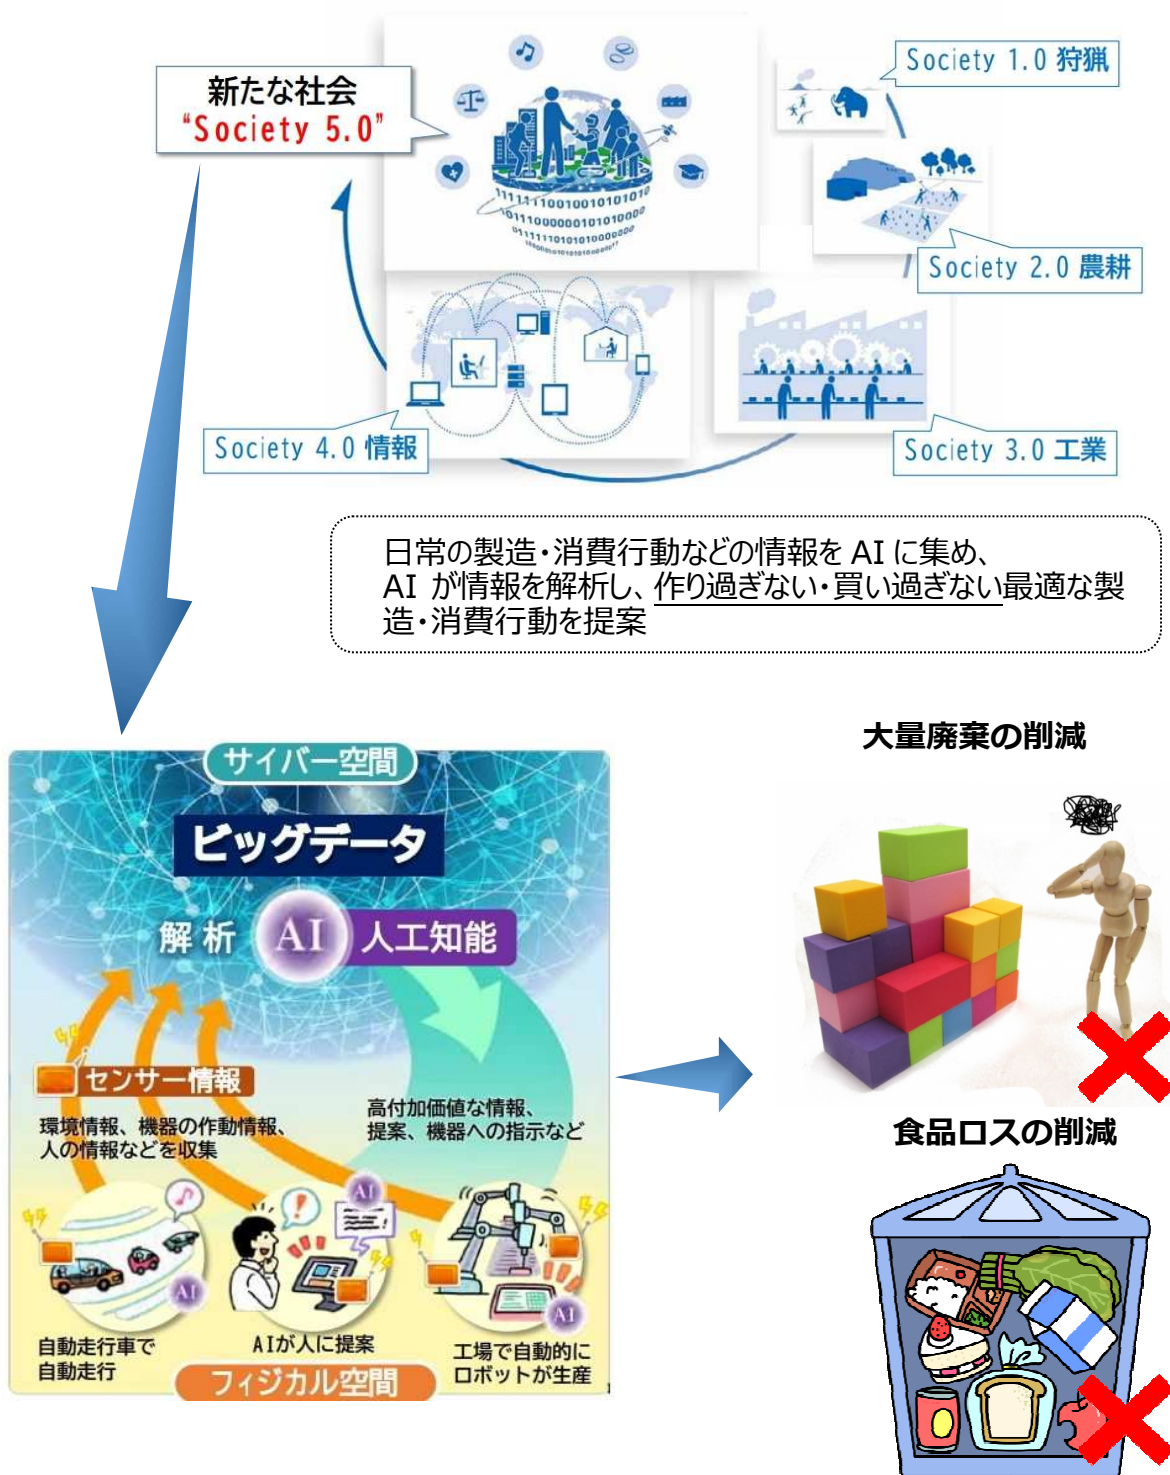 新たな社会
“Society 5.0”
Society 1.0 狩猟
Society 2.0 農耕
Society 3.0 工業
Society 4.0 情報
日常の製造・消費行動などの情報を AI に集め、
AI が情報を解析し、作り過ぎない・買い過ぎない最適な製
造・消費行動を提案
サイバー空間
ビッグデータ
解析 AI 人工知能
センサー情報
環境情報、機器の作動情報、
人の情報などを収集
高付加価値な情報、
提案、機器への指示など
AI
AI
AI
自動走行車で
自動走行
AIが人に提案
工場で自動的に
ロボットが生産
フィジカル空間
大量廃棄の削減
食品ロスの削減